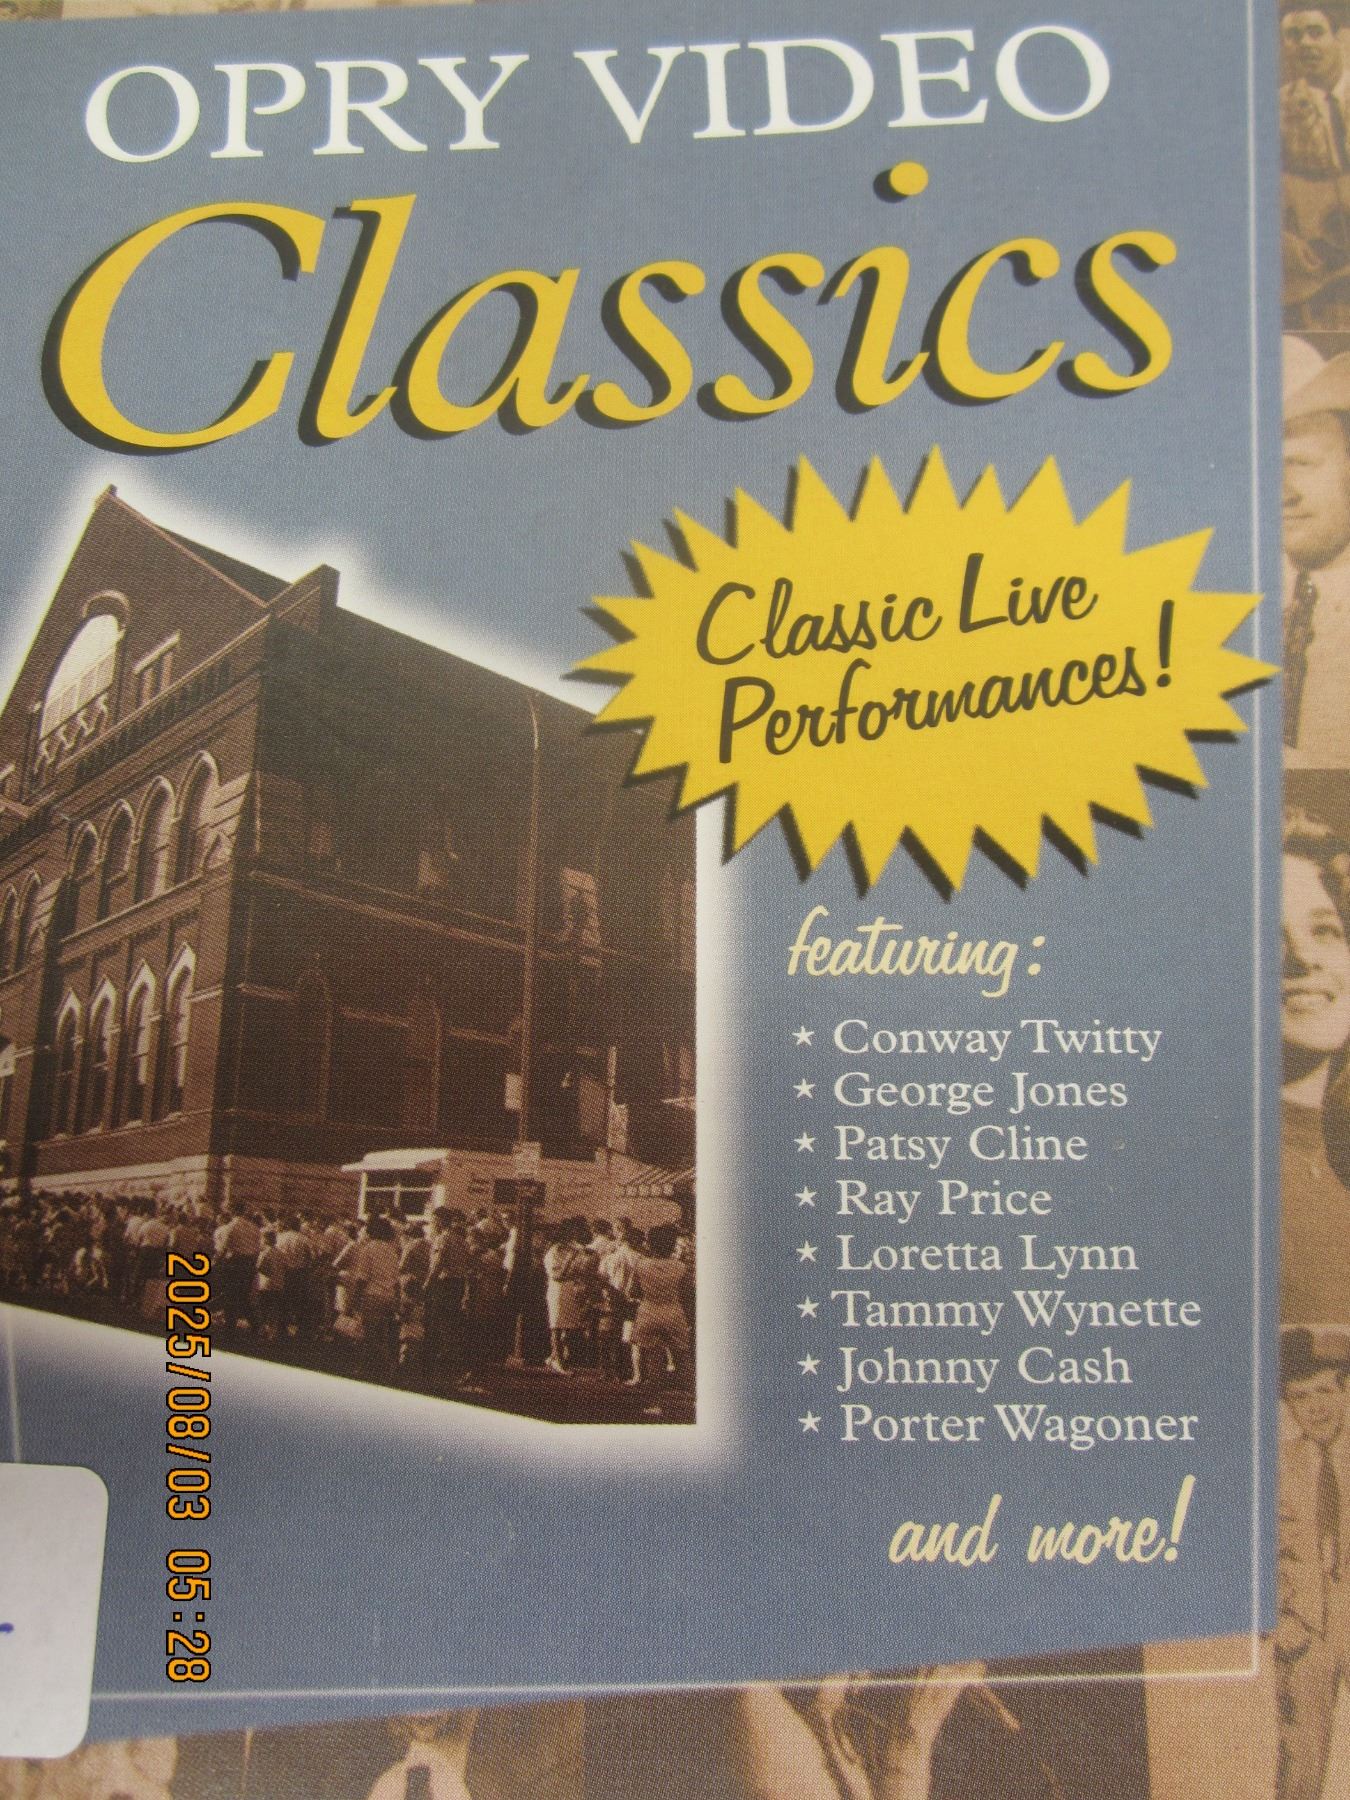 OPRY VIDEO
Classics
Classic Live
Performances!
featuring:
★ Conway Twitty
★ George Jones
★ Patsy Cline
★ Ray Price
★ Loretta Lynn
★ Tammy Wynette
★ Johnny Cash
★ Porter Wagoner
and more!
2025/08/03 05:28